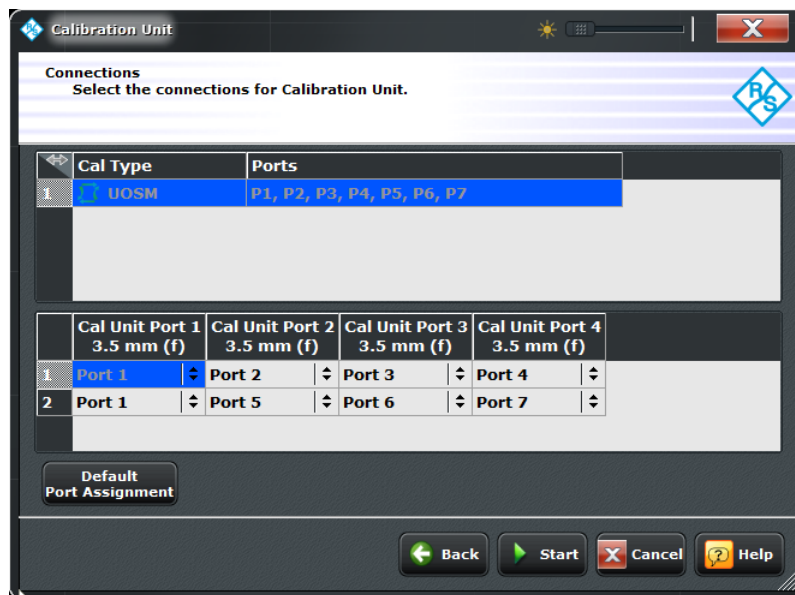 Calibration Unit
Connections
Select the connections for Calibration Unit.
R
S
Cal Type Ports
1 UOSM P1, P2, P3, P4, P5, P6, P7
Cal Unit Port 1 Cal Unit Port 2 Cal Unit Port 3 Cal Unit Port 4
3.5 mm (f) 3.5 mm (f) 3.5 mm (f) 3.5 mm (f)
1 Port 1 Port 2 Port 3 Port 4
2 Port 1 Port 5 Port 6 Port 7
Default
Port Assignment
Back Start X Cancel ? Help